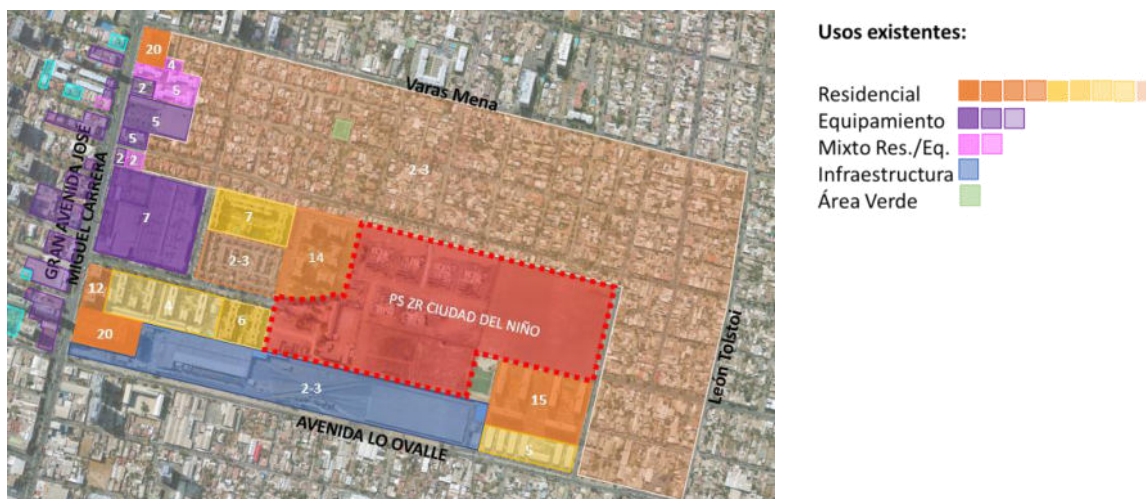 Usos existentes:
Residencial
Equipamiento
Mixto Res./Eq.
Infraestructura
Área Verde
20
4
2
5
5
5
2
2
7
7
2-3
14
2-3
Varas Mena
GRAN AVENIDA JOSE
MIGUEL CARRERA
PS ZR CIUDAD DEL NIÑO
12
4
6
20
2-3
15
5
AVENIDA LO OVALLE
León Tolstoi